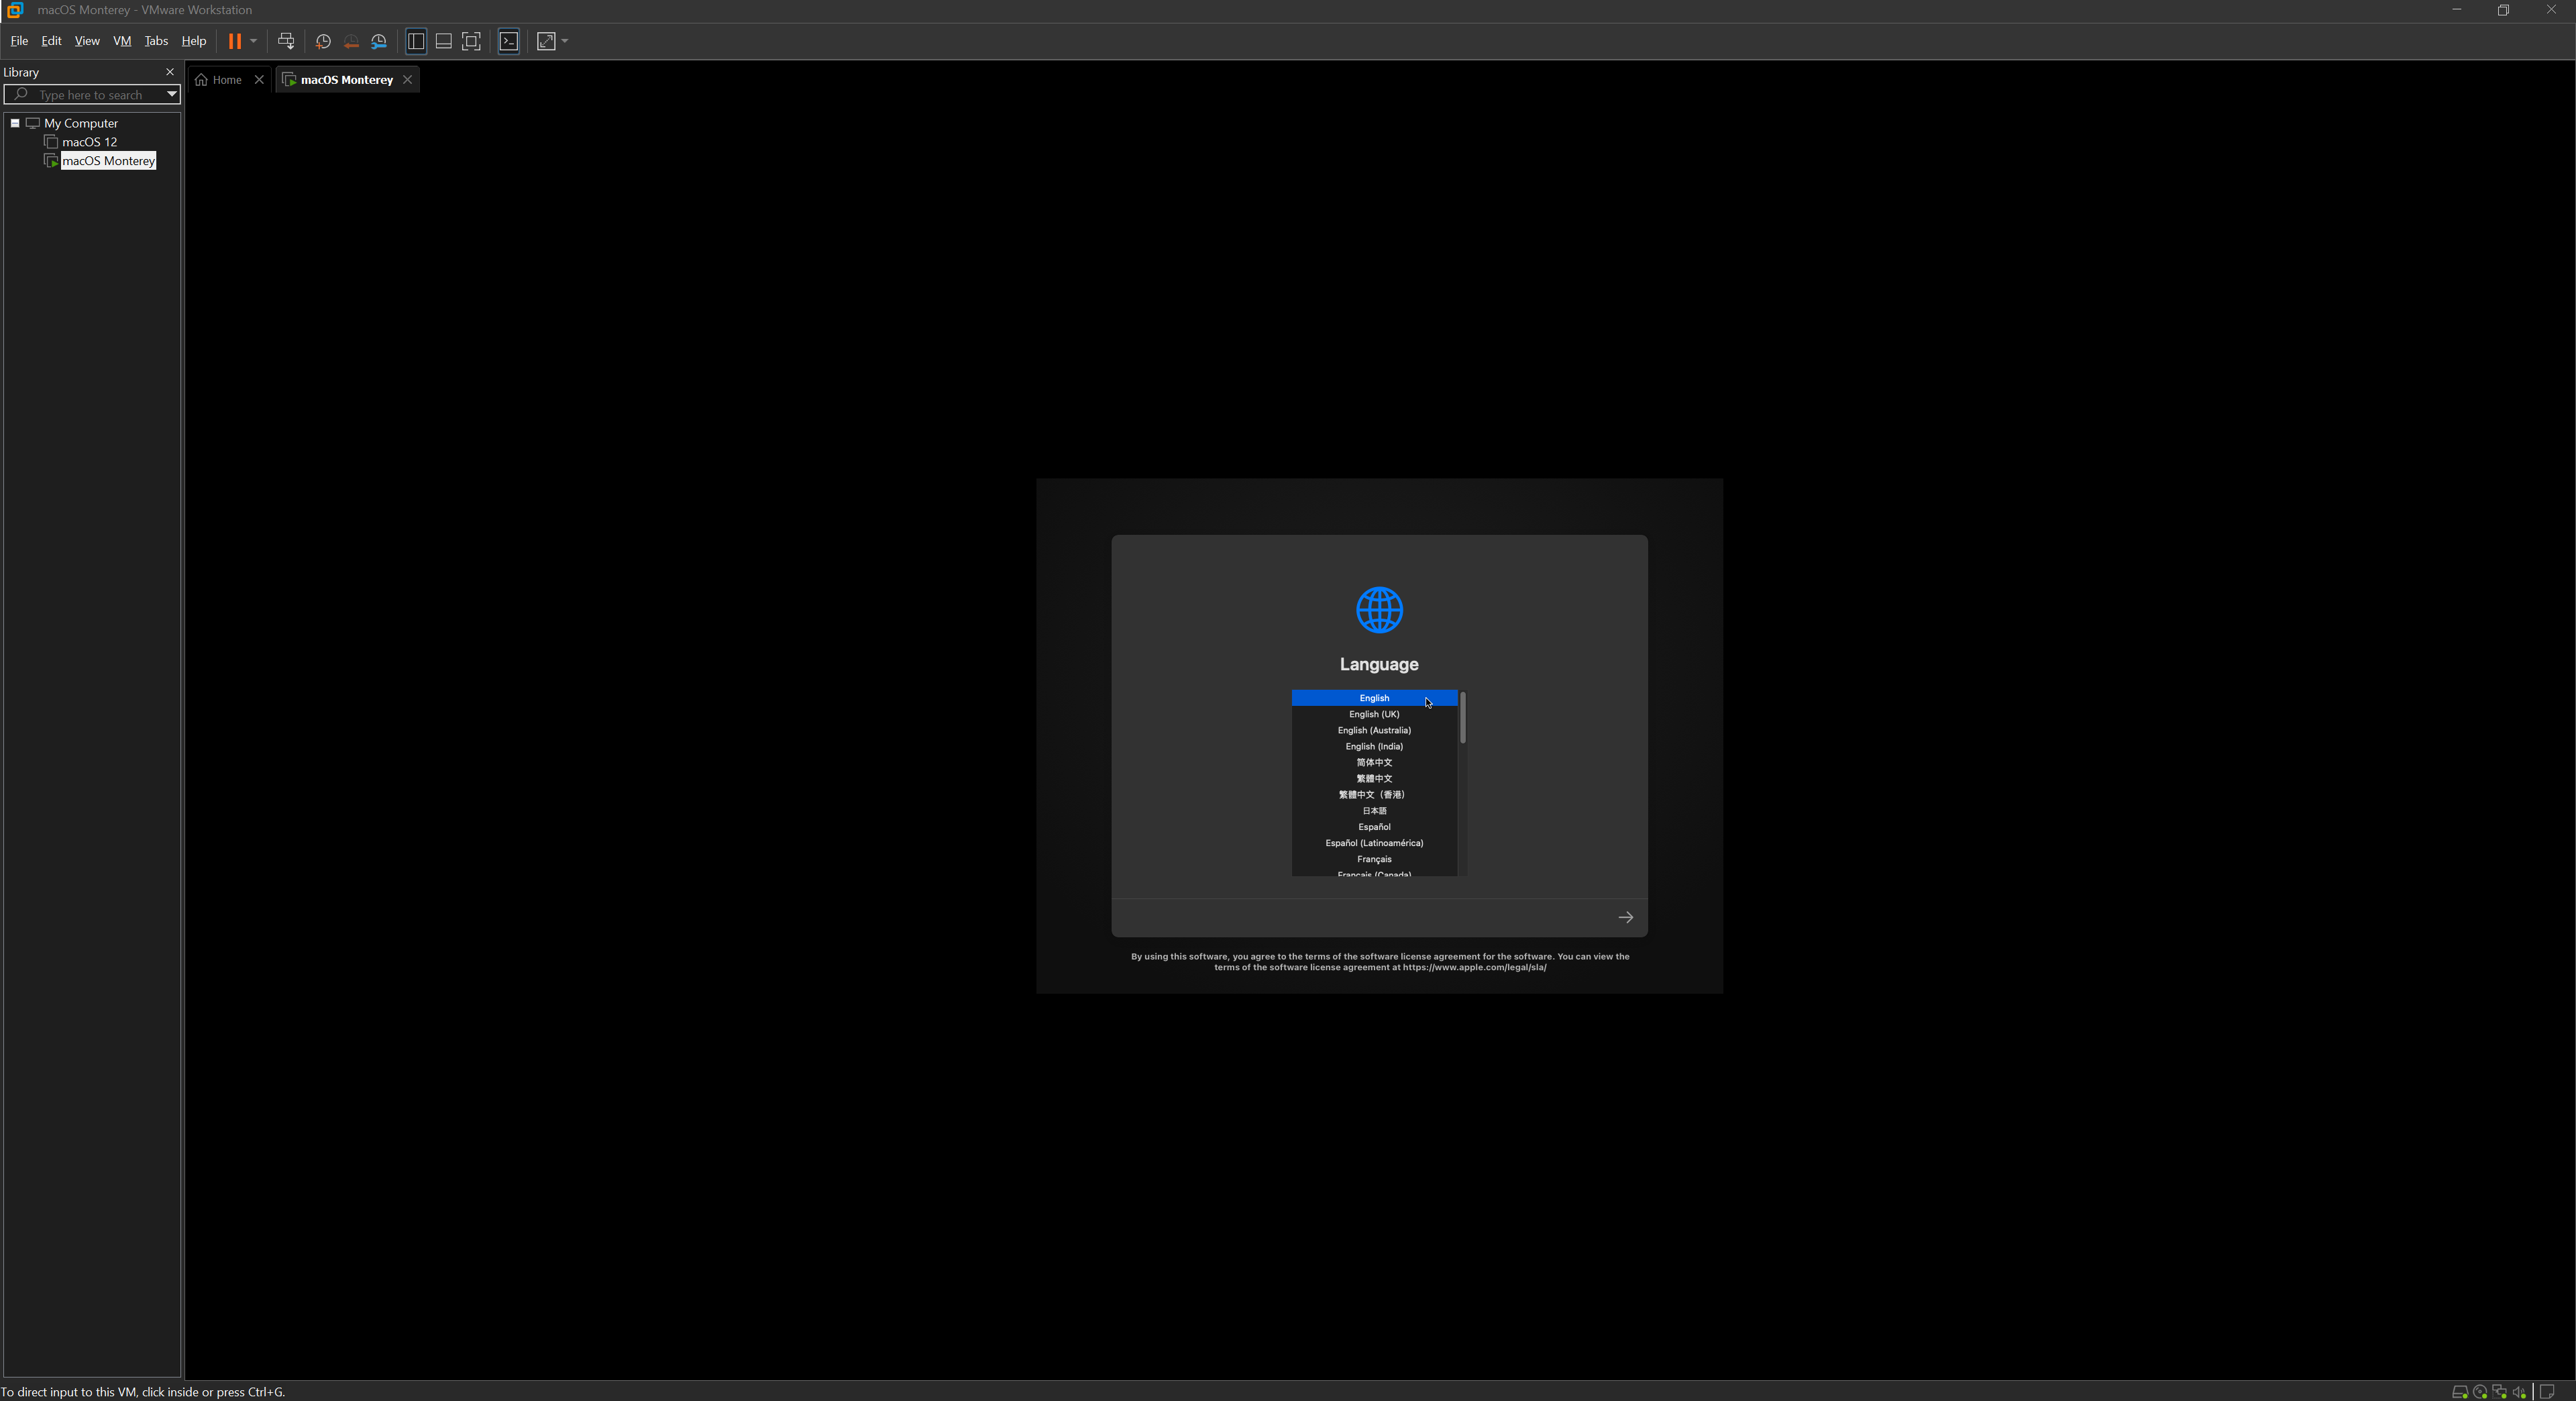 macOS Monterey - VMware Workstation
File Edit View VM Tabs Help
Library
Type here to search
My Computer
macOS 12
macOS Monterey
Home
macOS Monterey
Language
English
English (UK)
English (Australia)
English (India)
简体中文
繁體中文
繁體中文（香港）
日本語
Español
Español (Latinoamérica)
Français
Français (Canada)
By using this software, you agree to the terms of the software license agreement for the software. You can view the
terms of the software license agreement at https://www.apple.com/legal/sla/
To direct input to this VM, click inside or press Ctrl+G.